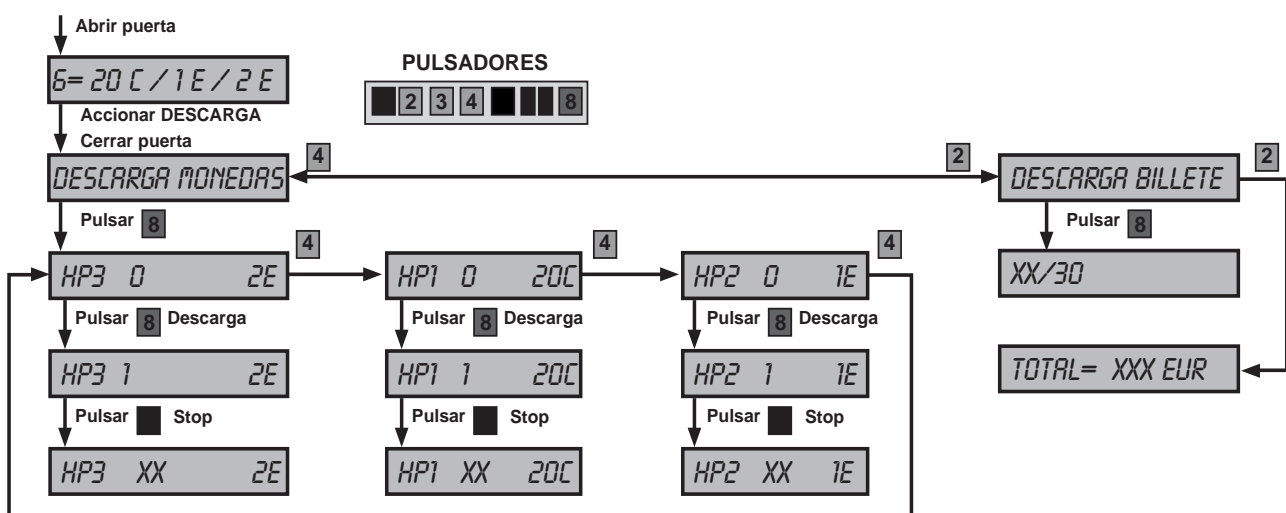 Abrir puerta
6= 20 C / 1 E / 2 E
PULSADORES
2 3 4 8
Accionar DESCARGA
Cerrar puerta
DESCARGA MONEDAS
4
2
DESCARGA BILLETE
2
Pulsar 8
Pulsar 8
HP3 0 2E
4
HP1 0 20C
4
HP2 0 1E
4
XX/30
Pulsar 8 Descarga
Pulsar 8 Descarga
Pulsar 8 Descarga
HP3 1 2E
HP1 1 20C
HP2 1 1E
TOTAL= XXX EUR
Pulsar Stop
Pulsar Stop
Pulsar Stop
HP3 XX 2E
HP1 XX 20C
HP2 XX 1E